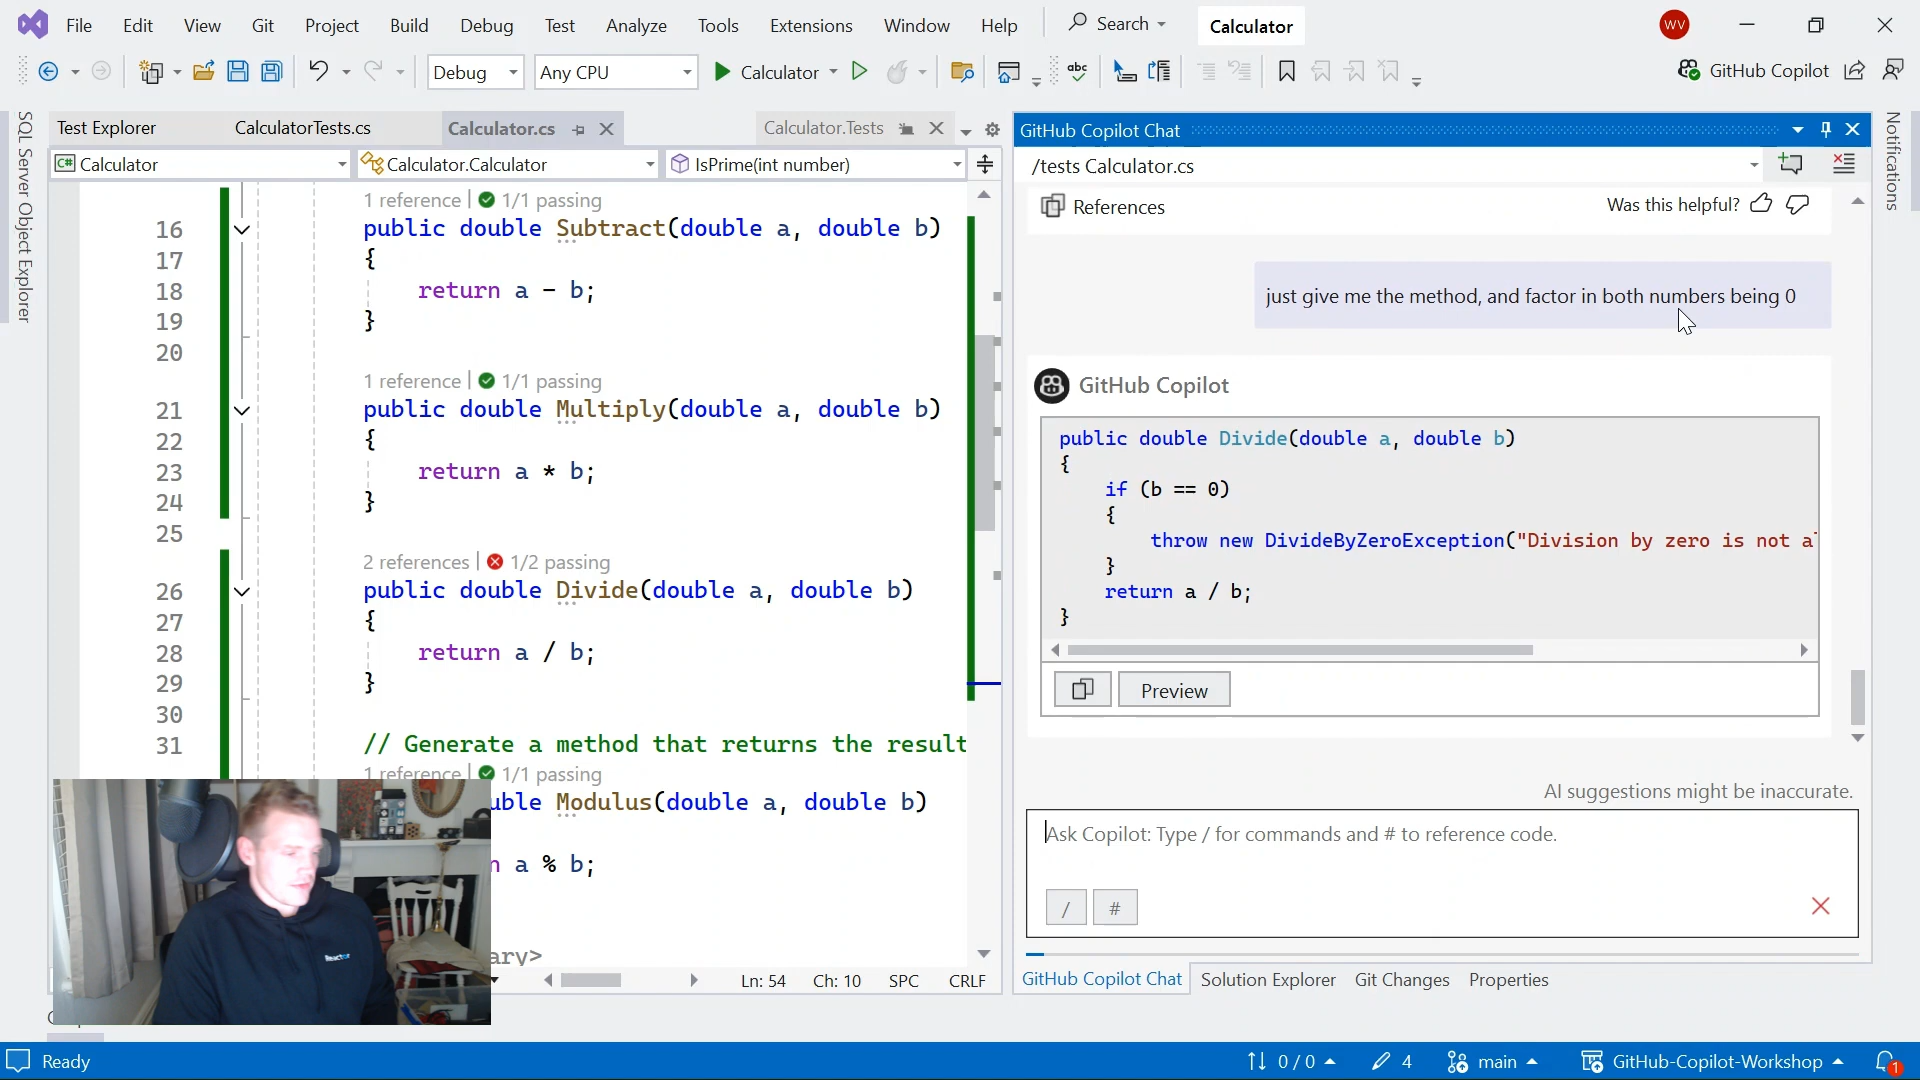 File Edit View Git Project Build Debug Test Analyze Tools Extensions Window Help Search Calculator WV
Debug Any CPU Calculator abc GitHub Copilot
SQL Server Object Explorer
Test Explorer CalculatorTests.cs Calculator.cs Calculator.Tests
C# Calculator Calculator.Calculator IsPrime(int number)
1 reference | 1/1 passing
16 public double Subtract(double a, double b)
17 {
18 return a - b;
19 }
20
1 reference | 1/1 passing
21 public double Multiply(double a, double b)
22 {
23 return a * b;
24 }
25
2 references | 1/2 passing
26 public double Divide(double a, double b)
27 {
28 return a / b;
29 }
30
31 // Generate a method that returns the result
1 reference | 1/1 passing
uble Modulus(double a, double b)
n a % b;
ary>
Reactor
Ln: 54 Ch: 10 SPC CRLF
GitHub Copilot Chat
/tests Calculator.cs
References Was this helpful?
just give me the method, and factor in both numbers being 0
GitHub Copilot
public double Divide(double a, double b)
{
if (b == 0)
{
throw new DivideByZeroException("Division by zero is not a
}
return a / b;
}
Preview
AI suggestions might be inaccurate.
Ask Copilot: Type / for commands and # to reference code.
/ #
GitHub Copilot Chat Solution Explorer Git Changes Properties
Notifications
Ready 0 / 0 4 main GitHub-Copilot-Workshop 1